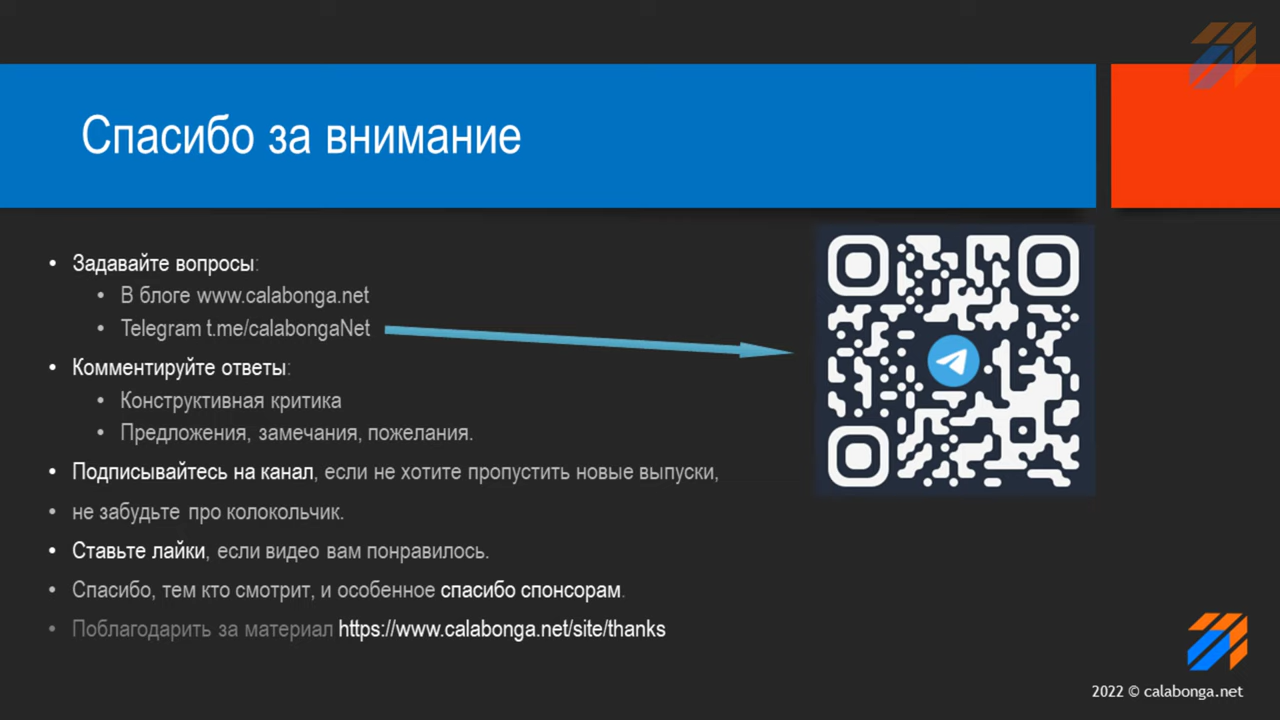 Спасибо за внимание
• Задавайте вопросы:
• В блоге www.calabonga.net
• Telegram t.me/calabongaNet
• Комментируйте ответы:
• Конструктивная критика
• Предложения, замечания, пожелания.
• Подписывайтесь на канал, если не хотите пропустить новые выпуски,
• не забудьте про колокольчик.
• Ставьте лайки, если видео вам понравилось.
• Спасибо, тем кто смотрит, и особенное спасибо спонсорам.
• Поблагодарить за материал https://www.calabonga.net/site/thanks
2022 © calabonga.net